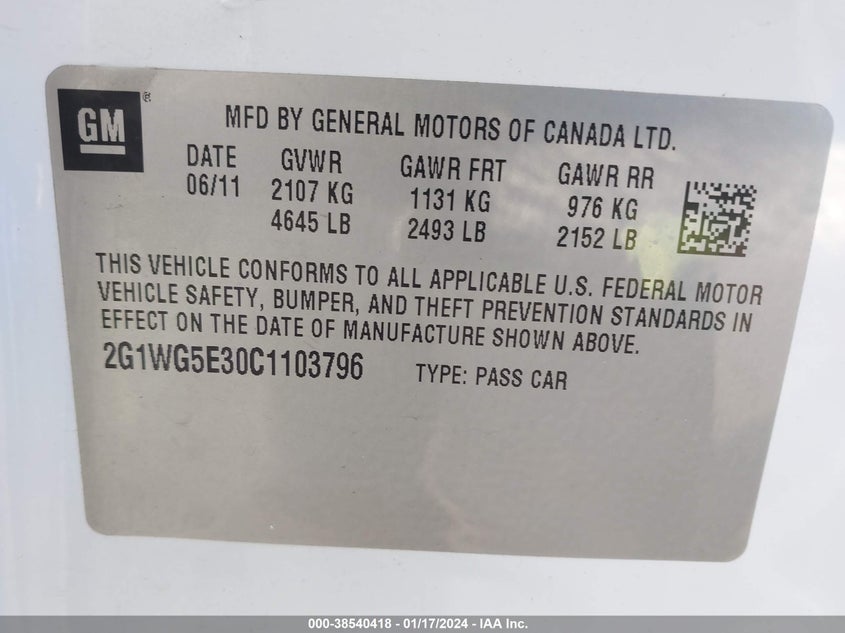 GM®
MFD BY GENERAL MOTORS OF CANADA LTD.
DATE GVWR GAWR FRT GAWR RR
06/11 2107 KG 1131 KG 976 KG
4645 LB 2493 LB 2152 LB
THIS VEHICLE CONFORMS TO ALL APPLICABLE U.S. FEDERAL MOTOR
VEHICLE SAFETY, BUMPER, AND THEFT PREVENTION STANDARDS IN
EFFECT ON THE DATE OF MANUFACTURE SHOWN ABOVE.
2G1WG5E30C1103796 TYPE: PASS CAR
000-38540418 - 01/17/2024 - IAA Inc.